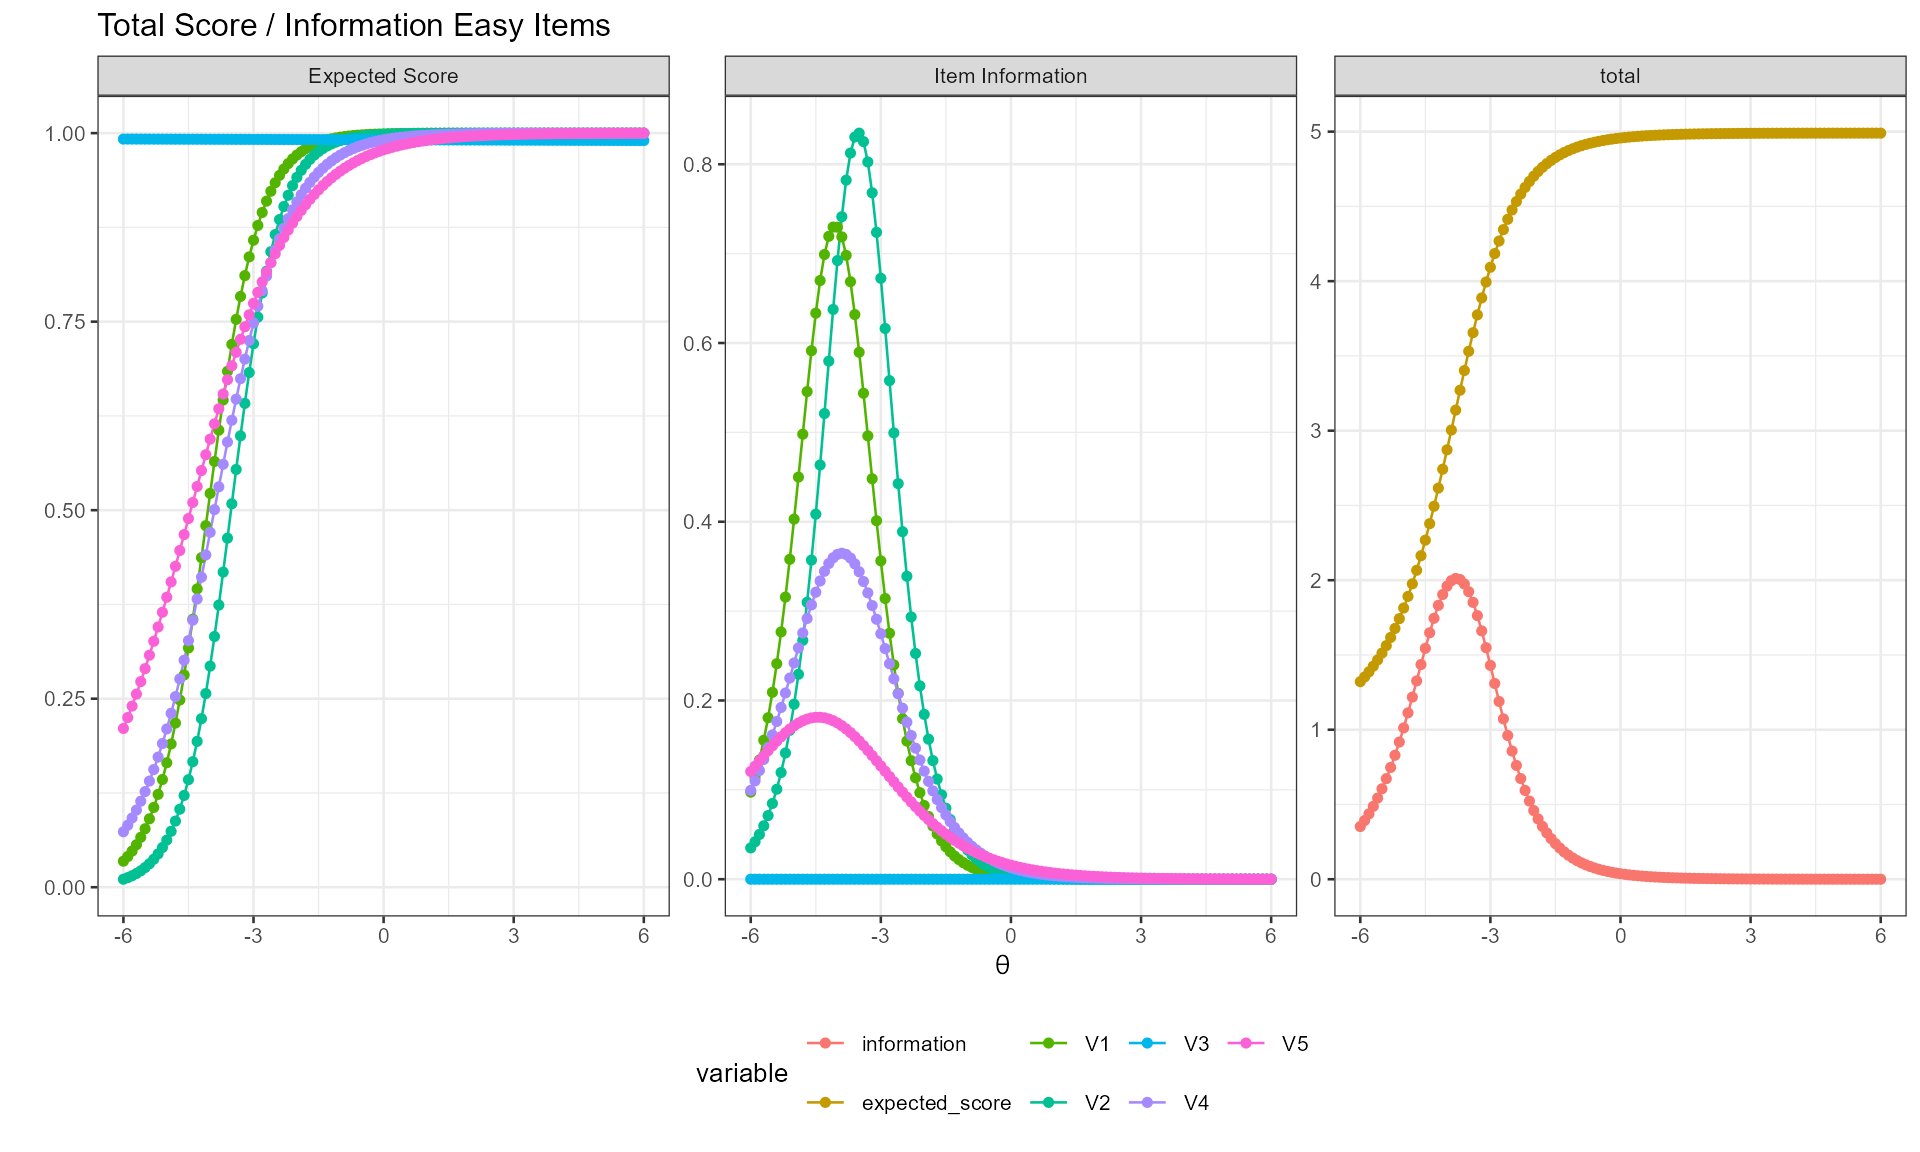 Total Score / Information Easy Items
Expected Score
Item Information
total
1.00
0.75
0.50
0.25
0.00
0.8
0.6
0.4
0.2
0.0
5
4
3
2
1
0
-6 -3 0 3 6
-6 -3 0 3 6
-6 -3 0 3 6
θ
variable
information
expected_score
V1
V2
V3
V4
V5